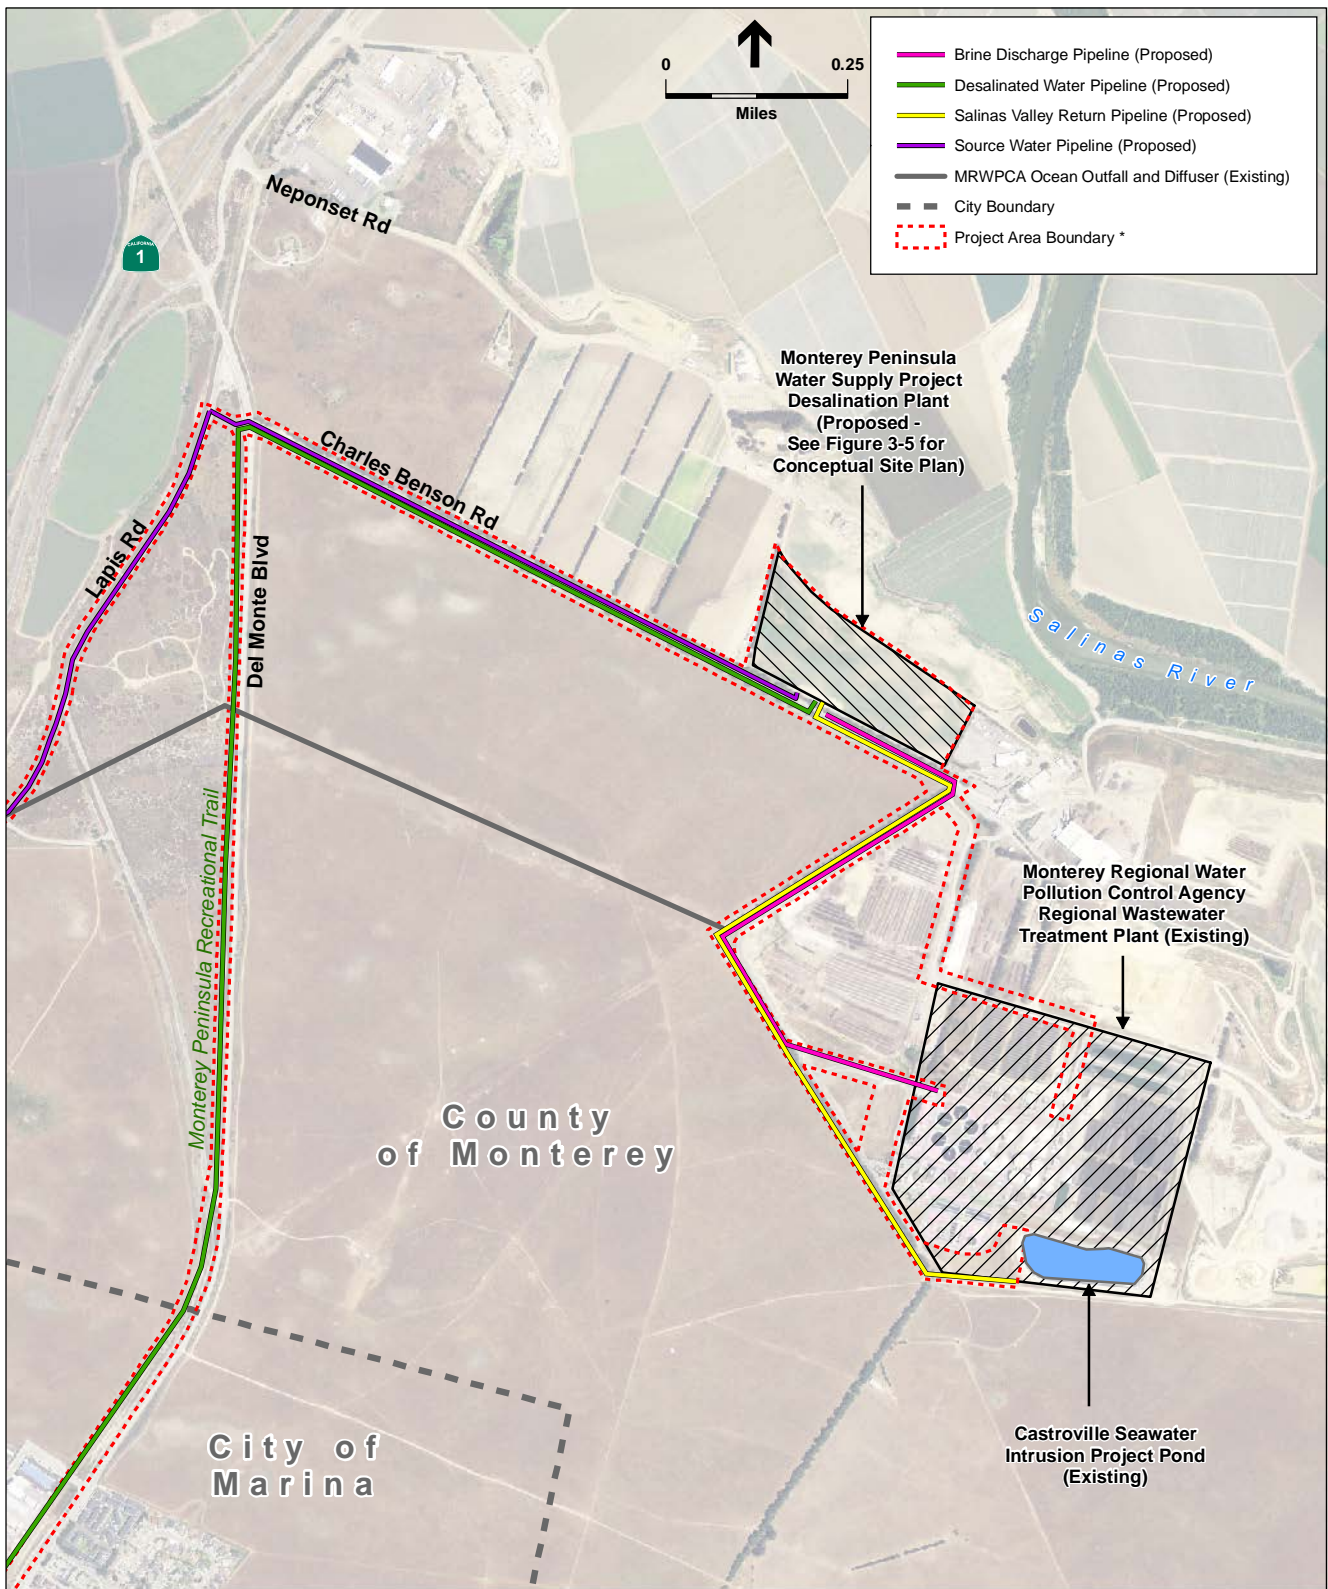 0 0.25
Miles
Brine Discharge Pipeline (Proposed)
Desalinated Water Pipeline (Proposed)
Salinas Valley Return Pipeline (Proposed)
Source Water Pipeline (Proposed)
MRWPCA Ocean Outfall and Diffuser (Existing)
City Boundary
Project Area Boundary *
Neponset Rd
CALIFORNIA
1
Monterey Peninsula
Water Supply Project
Desalination Plant
(Proposed -
See Figure 3-5 for
Conceptual Site Plan)
Charles Benson Rd
Lapis Rd
Del Monte Blvd
Salinas River
Monterey Peninsula Recreational Trail
Monterey Regional Water
Pollution Control Agency
Regional Wastewater
Treatment Plant (Existing)
County
of Monterey
City of
Marina
Castroville Seawater
Intrusion Project Pond
(Existing)